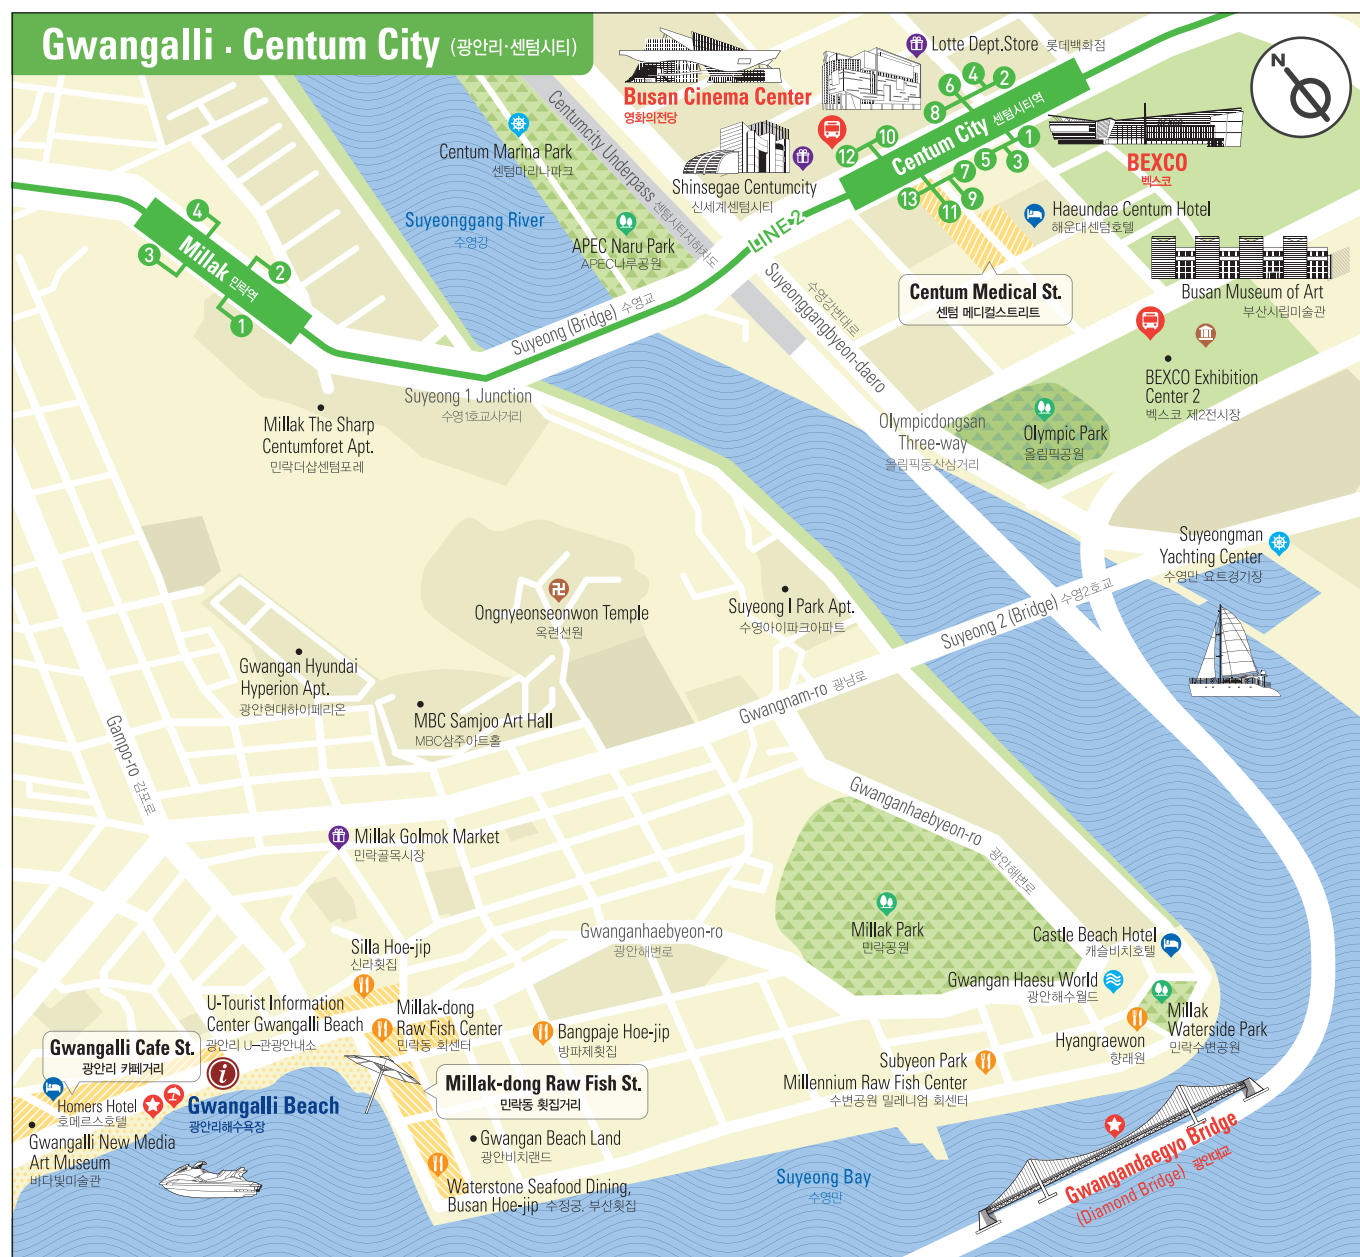 Gwangalli · Centum City (광안리·센텀시티)
N
Lotte Dept.Store 롯데백화점
Busan Cinema Center
영화의전당
Centumcity Underpass 센텀시티지하차도
Centum Marina Park
센텀마리나파크
Shinsegae Centumcity
신세계센텀시티
Centum City 센텀시티역
2
4
6
8
10
12
1
3
5
7
9
11
13
BEXCO
벡스코
Haeundae Centum Hotel
해운대센텀호텔
Suyeonggang River
수영강
APEC Naru Park
APEC나루공원
LINE 2
Millak 민락역
4
3
2
1
Centum Medical St.
센텀 메디컬스트리트
Busan Museum of Art
부산시립미술관
Suyeong (Bridge) 수영교
Suyeonggangbyeon-daero
수영강변대로
BEXCO Exhibition
Center 2
벡스코 제2전시장
Suyeong 1 Junction
수영1호교사거리
Millak The Sharp
Centumforet Apt.
민락더샵센텀포레
Olympicdongsan
Three-way
올림픽동산삼거리
Olympic Park
올림픽공원
Suyeongman
Yachting Center
수영만 요트경기장
Ongnyeonseonwon Temple
옥련선원
Suyeong I Park Apt.
수영아이파크아파트
Suyeong 2 (Bridge) 수영2호교
Gwangan Hyundai
Hyperion Apt.
광안현대하이페리온
Gwangnam-ro 광남로
MBC Samjoo Art Hall
MBC삼주아트홀
Gampo-ro 감포로
Millak Golmok Market
민락골목시장
Gwanganhaebyeon-ro
광안해변로
Millak Park
민락공원
Gwanganhaebyeon-ro
광안해변로
Castle Beach Hotel
캐슬비치호텔
Silla Hoe-jip
신라횟집
Gwangan Haesu World
광안해수월드
U-Tourist Information
Center Gwangalli Beach
광안리 U-관광안내소
Millak-dong
Raw Fish Center
민락동 회센터
Bangpaje Hoe-jip
방파제횟집
Millak
Waterside Park
민락수변공원
Hyangraewon
향래원
Gwangalli Cafe St.
광안리 카페거리
Subyeon Park
Millennium Raw Fish Center
수변공원 밀레니엄 회센터
Millak-dong Raw Fish St.
민락동 횟집거리
i
Homers Hotel
호메르스호텔
Gwangalli Beach
광안리해수욕장
Gwangalli New Media
Art Museum
바다빛미술관
Gwangan Beach Land
광안비치랜드
Waterstone Seafood Dining,
Busan Hoe-jip 수정궁, 부산횟집
Suyeong Bay
수영만
Gwangandaegyo Bridge
(Diamond Bridge) 광안대교